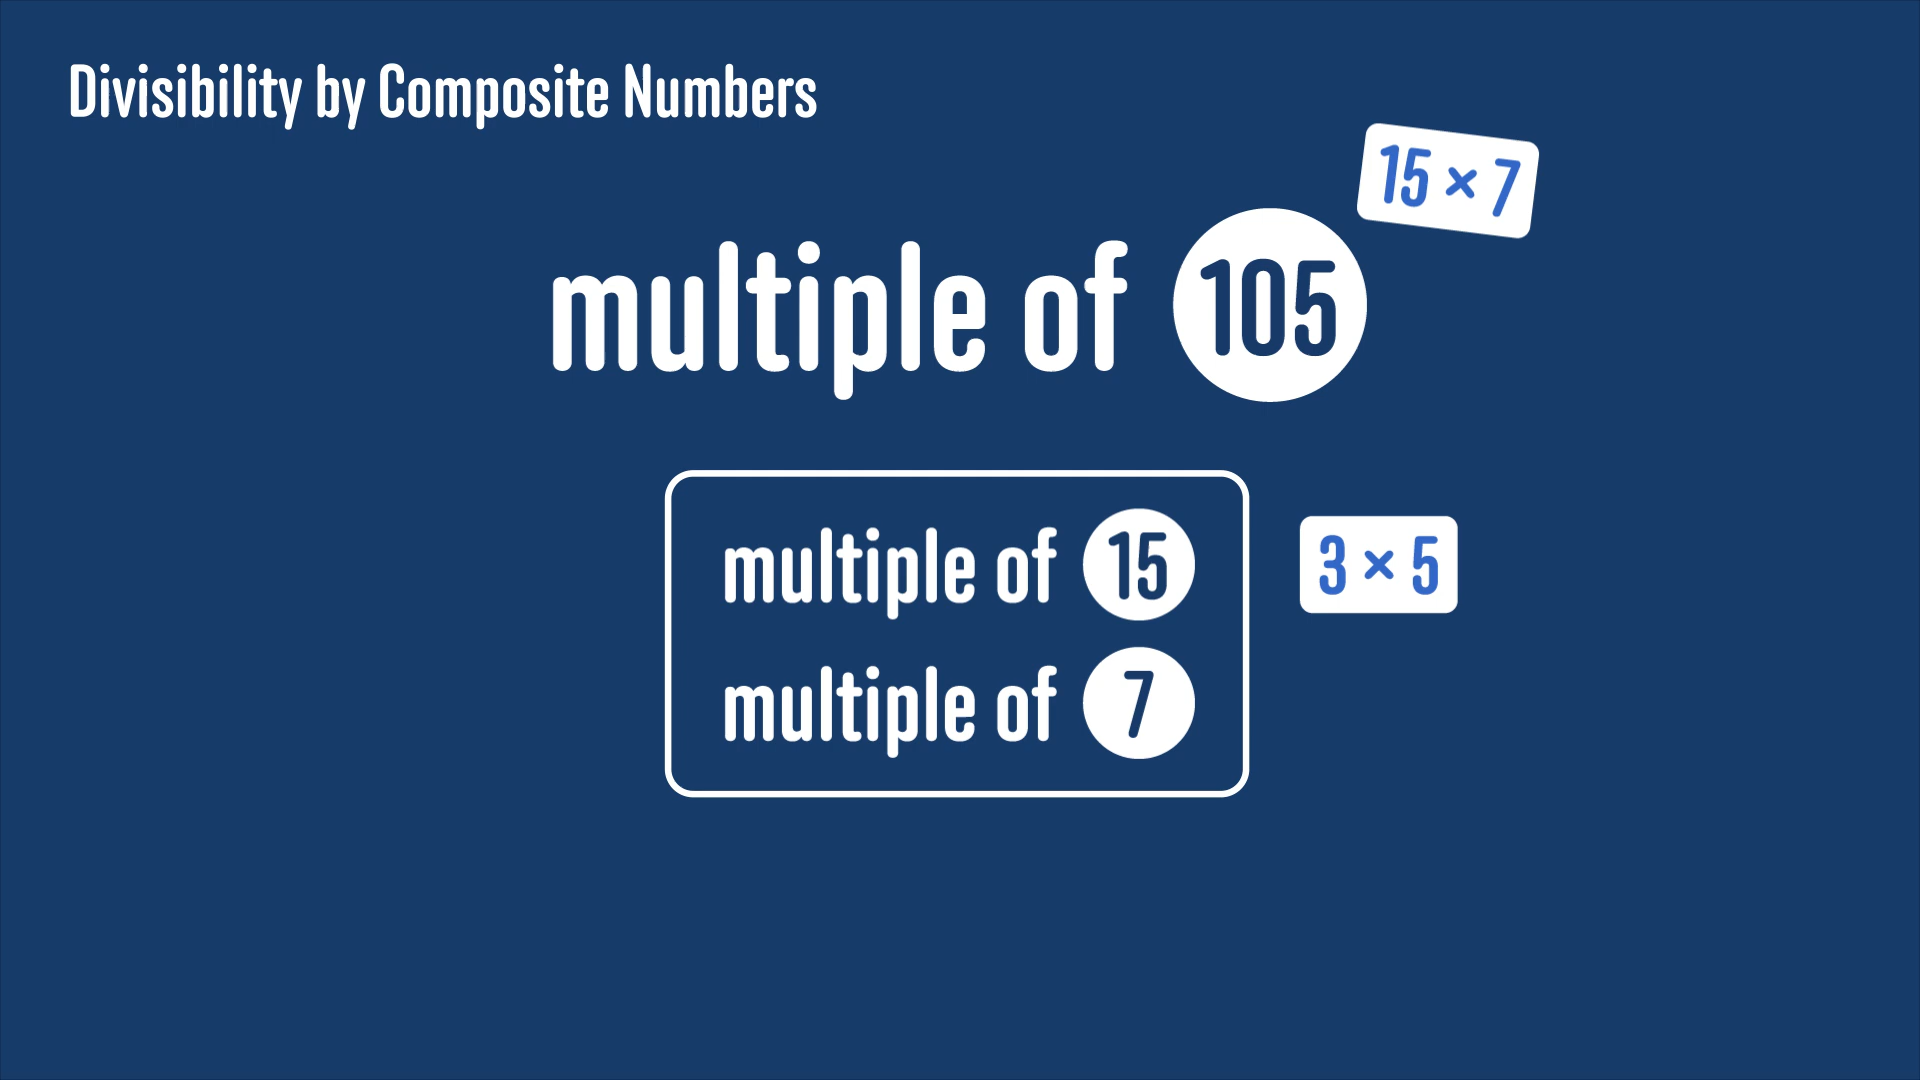 Divisibility by Composite Numbers
15 × 7
multiple of 105
multiple of 15
3 × 5
multiple of 7